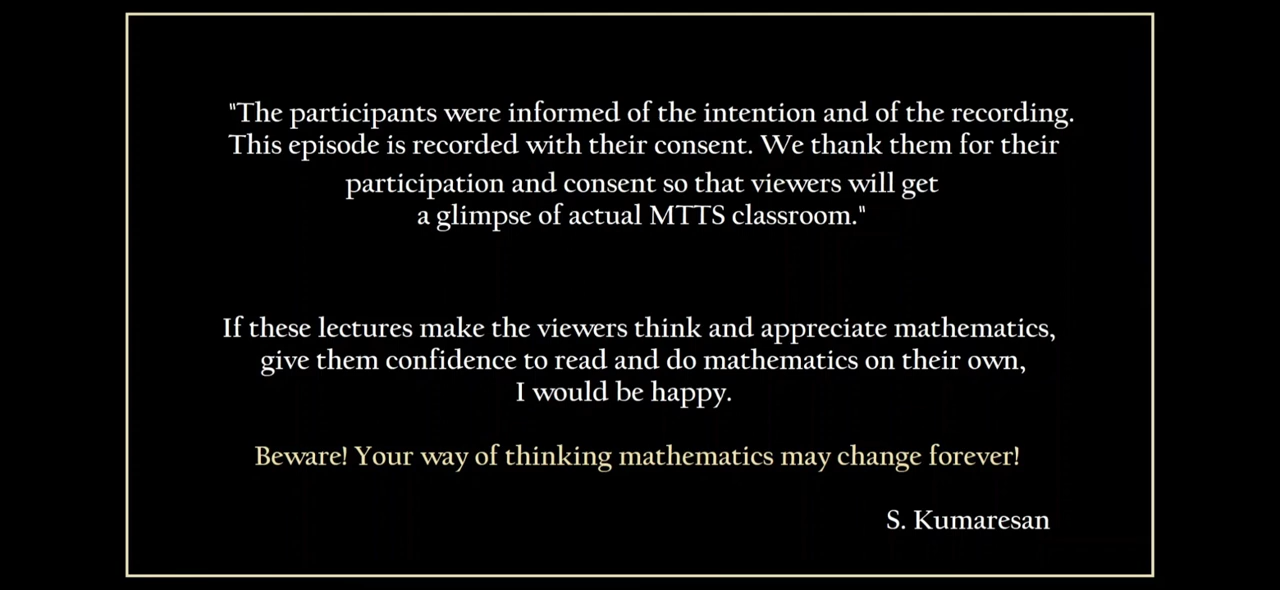 "The participants were informed of the intention and of the recording.
This episode is recorded with their consent. We thank them for their
participation and consent so that viewers will get
a glimpse of actual MTTS classroom."
If these lectures make the viewers think and appreciate mathematics,
give them confidence to read and do mathematics on their own,
I would be happy.
Beware! Your way of thinking mathematics may change forever!
S. Kumaresan